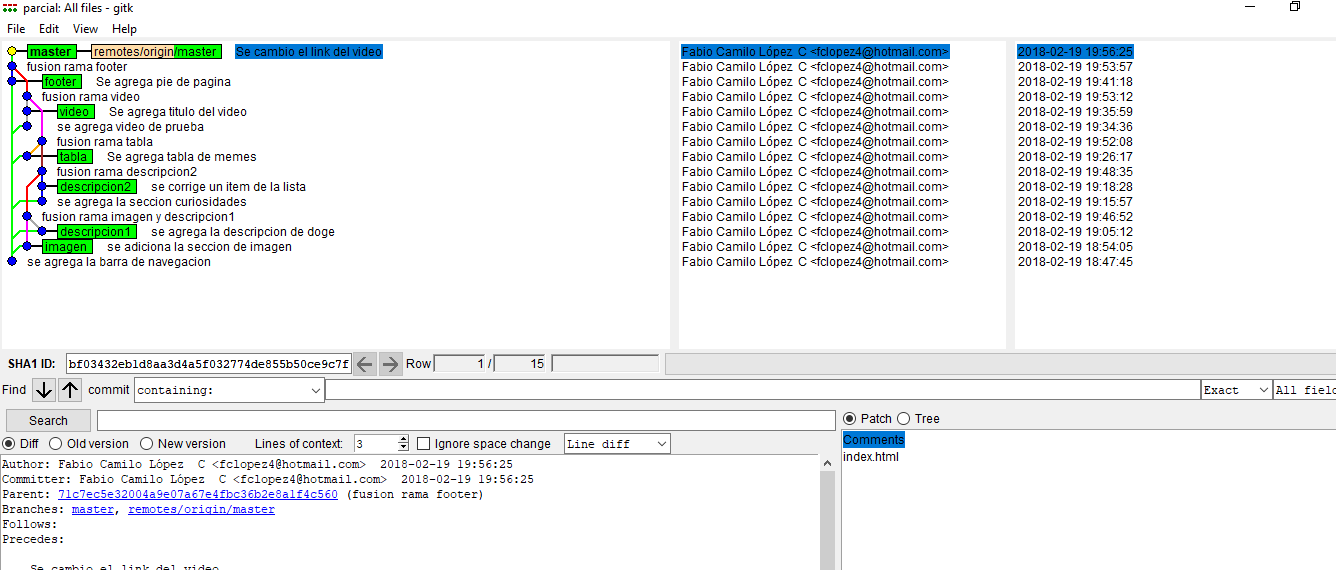 parcial: All files - gitk
File Edit View Help
master remotes/origin/master Se cambio el link del video Fabio Camilo López C <fclopez4@hotmail.com> 2018-02-19 19:56:25
fusion rama footer Fabio Camilo López C <fclopez4@hotmail.com> 2018-02-19 19:53:57
footer Se agrega pie de pagina Fabio Camilo López C <fclopez4@hotmail.com> 2018-02-19 19:41:18
fusion rama video Fabio Camilo López C <fclopez4@hotmail.com> 2018-02-19 19:53:12
video Se agrega titulo del video Fabio Camilo López C <fclopez4@hotmail.com> 2018-02-19 19:35:59
se agrega video de prueba Fabio Camilo López C <fclopez4@hotmail.com> 2018-02-19 19:34:36
fusion rama tabla Fabio Camilo López C <fclopez4@hotmail.com> 2018-02-19 19:52:08
tabla Se agrega tabla de memes Fabio Camilo López C <fclopez4@hotmail.com> 2018-02-19 19:26:17
fusion rama descripcion2 Fabio Camilo López C <fclopez4@hotmail.com> 2018-02-19 19:48:35
descripcion2 se corrige un item de la lista Fabio Camilo López C <fclopez4@hotmail.com> 2018-02-19 19:18:28
se agrega la seccion curiosidades Fabio Camilo López C <fclopez4@hotmail.com> 2018-02-19 19:15:57
fusion rama imagen y descripcion1 Fabio Camilo López C <fclopez4@hotmail.com> 2018-02-19 19:46:52
descripcion1 se agrega la descripcion de doge Fabio Camilo López C <fclopez4@hotmail.com> 2018-02-19 19:05:12
imagen se adiciona la seccion de imagen Fabio Camilo López C <fclopez4@hotmail.com> 2018-02-19 18:54:05
se agrega la barra de navegacion Fabio Camilo López C <fclopez4@hotmail.com> 2018-02-19 18:47:45
SHA1 ID: bf03432eb1d8aa3d4a5f032774de855b50ce9c7f Row 1 / 15
Find commit containing: Exact All field
Search Patch Tree
Diff Old version New version Lines of context: 3 Ignore space change Line diff
Comments
index.html
Author: Fabio Camilo López C <fclopez4@hotmail.com> 2018-02-19 19:56:25
Committer: Fabio Camilo López C <fclopez4@hotmail.com> 2018-02-19 19:56:25
Parent: 71c7ec5e32004a9e07a67e4fbc36b2e8a1f4c560 (fusion rama footer)
Branches: master, remotes/origin/master
Follows:
Precedes:
Se cambio el link del video